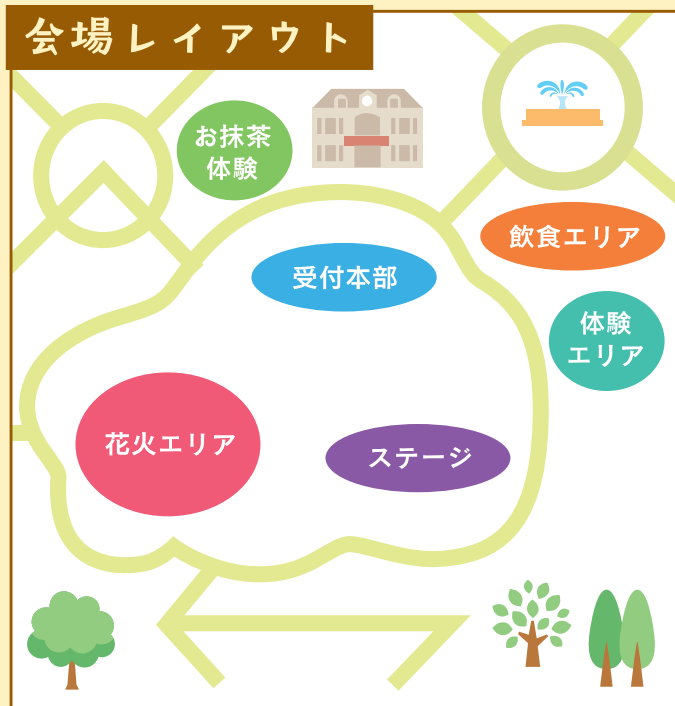 会場レイアウト
お抹茶
体験
飲食エリア
受付本部
体験
エリア
花火エリア
ステージ